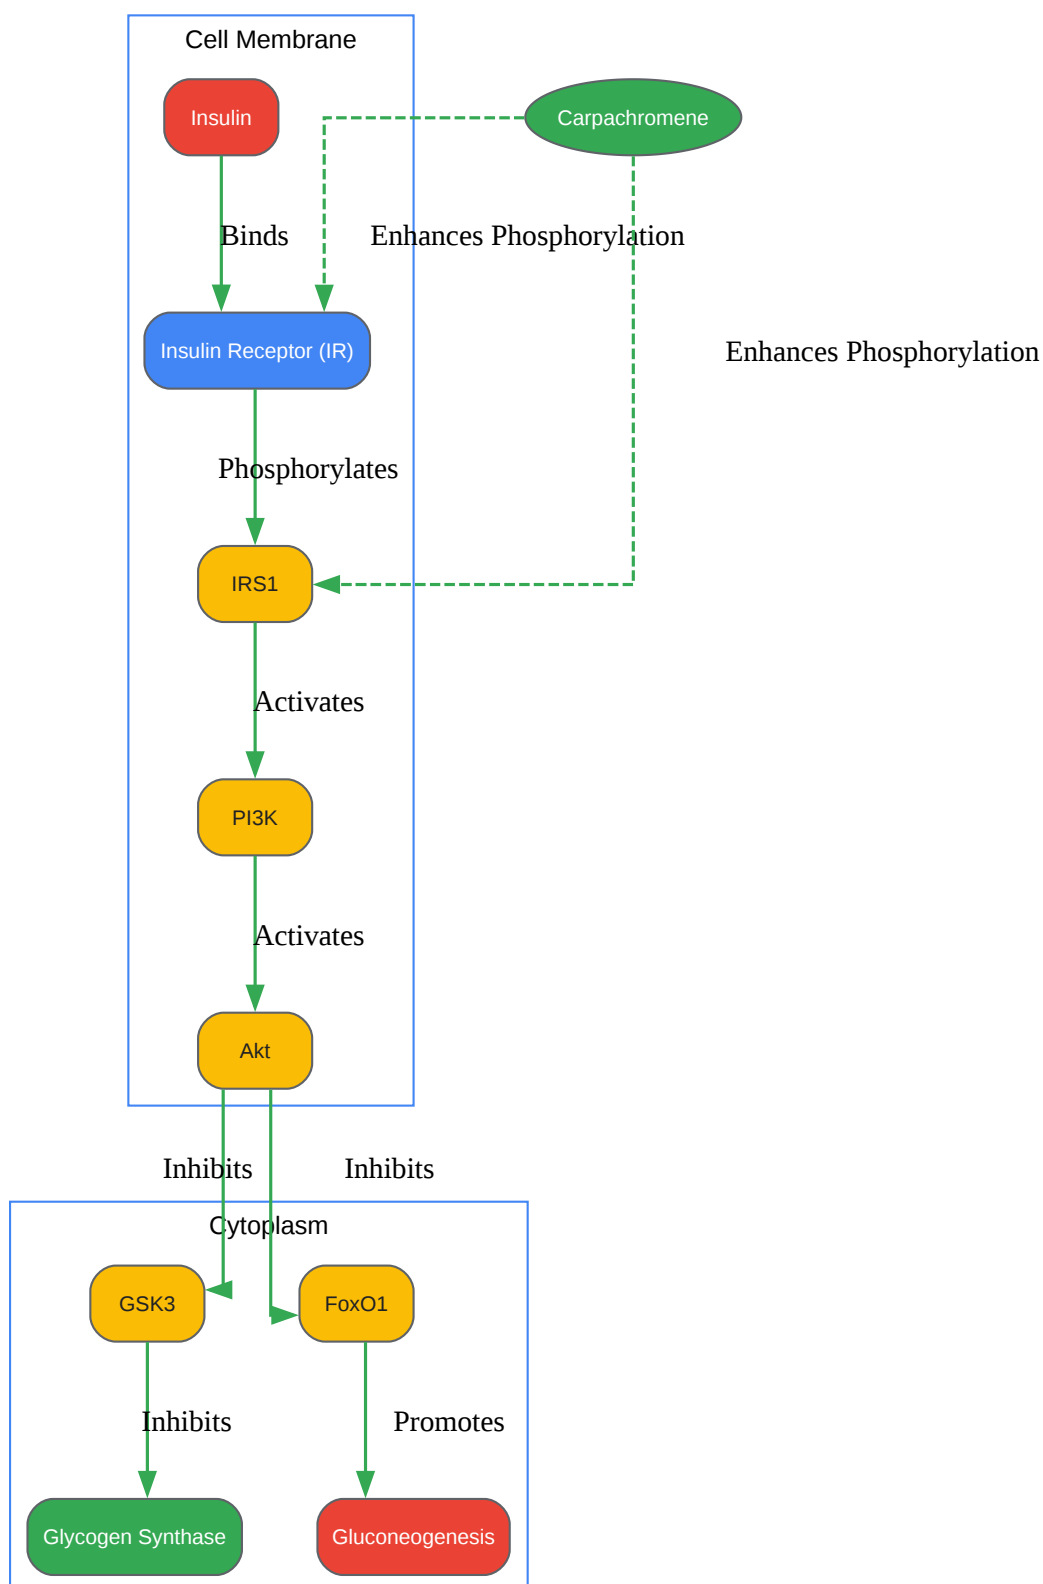 Cell Membrane
Insulin
Carpachromene
Binds
Enhances Phosphorylation
Insulin Receptor (IR)
Enhances Phosphorylation
Phosphorylates
IRS1
Activates
PI3K
Activates
Akt
Inhibits
Inhibits
Cytoplasm
GSK3
FoxO1
Inhibits
Promotes
Glycogen Synthase
Gluconeogenesis